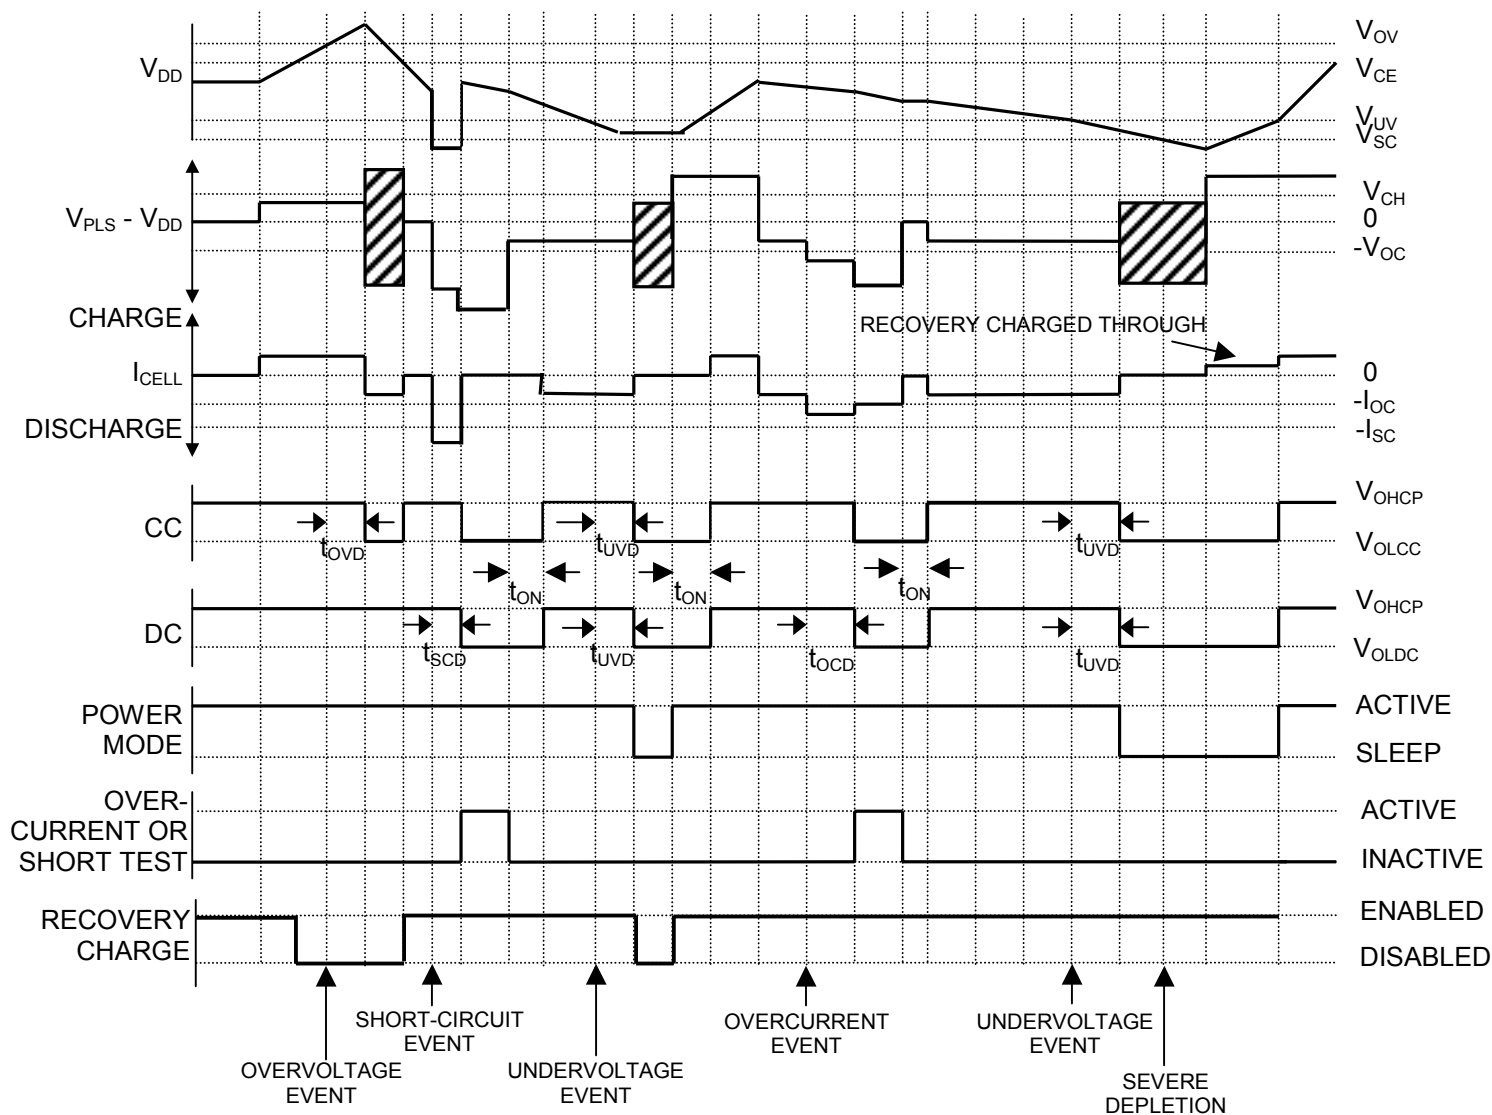 V_OV
V_DD
V_CE
V_UV
V_SC
V_PLS - V_DD
V_CH
0
-V_OC
CHARGE
RECOVERY CHARGED THROUGH
I_CELL
0
-I_OC
DISCHARGE
-I_SC
V_OHCP
CC
t_OVD
t_UVD
t_UVD
V_OLCC
t_ON
t_ON
t_ON
V_OHCP
DC
t_SCD
t_UVD
t_OCD
t_UVD
V_OLDC
POWER
MODE
ACTIVE
SLEEP
OVER-
CURRENT OR
SHORT TEST
ACTIVE
INACTIVE
RECOVERY
CHARGE
ENABLED
DISABLED
SHORT-CIRCUIT
EVENT
OVERCURRENT
EVENT
UNDERVOLTAGE
EVENT
OVERVOLTAGE
EVENT
UNDERVOLTAGE
EVENT
SEVERE
DEPLETION